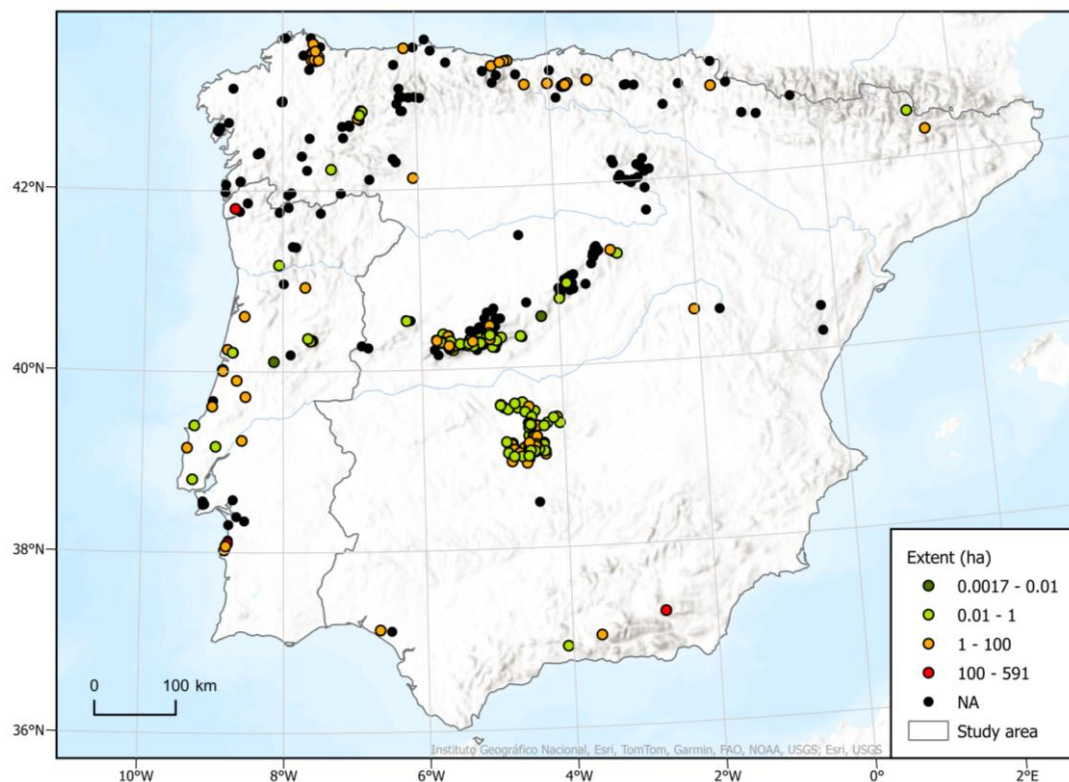 42°N
40°N
38°N
36°N
Extent (ha)
0.0017 - 0.01
0.01 - 1
1 - 100
100 - 591
NA
Study area
0 100 km
Instituto Geográfico Nacional, Esri, TomTom, Garmin, FAO, NOAA, USGS; Esri, USGS
10°W 8°W 6°W 4°W 2°W 0° 2°E